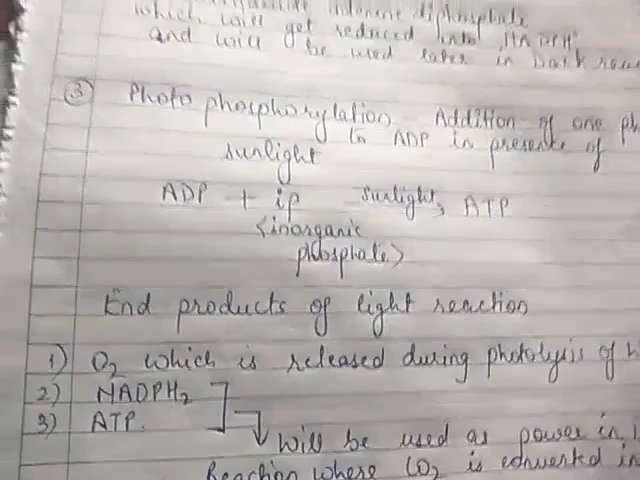 diphosphate
which will get reduced into NADPH
and will be used later in Dark
③ Photo phosphorylation Addition of one
to ADP in presente of
sunlight
ADP + ip sunlight, ATP
<inorganic
phosphate>
End products of light reaction
1) O₂ which is released during photolysis of
2) NADPH₂
3) ATP.
Will be used as power in
Reaction where CO₂ is converted in